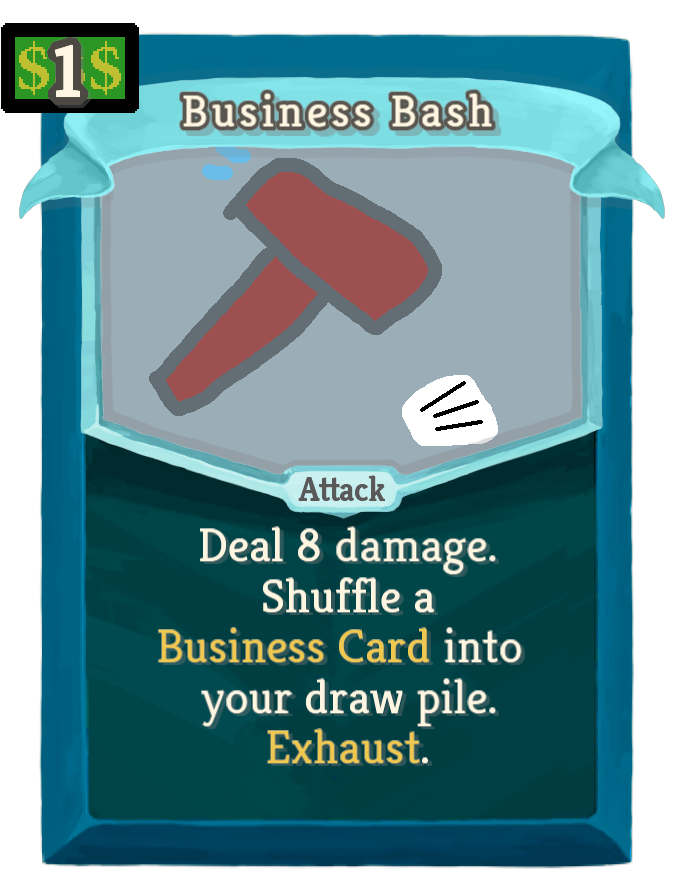 $1$
Business Bash
Attack
Deal 8 damage.
Shuffle a
Business Card into
your draw pile.
Exhaust.